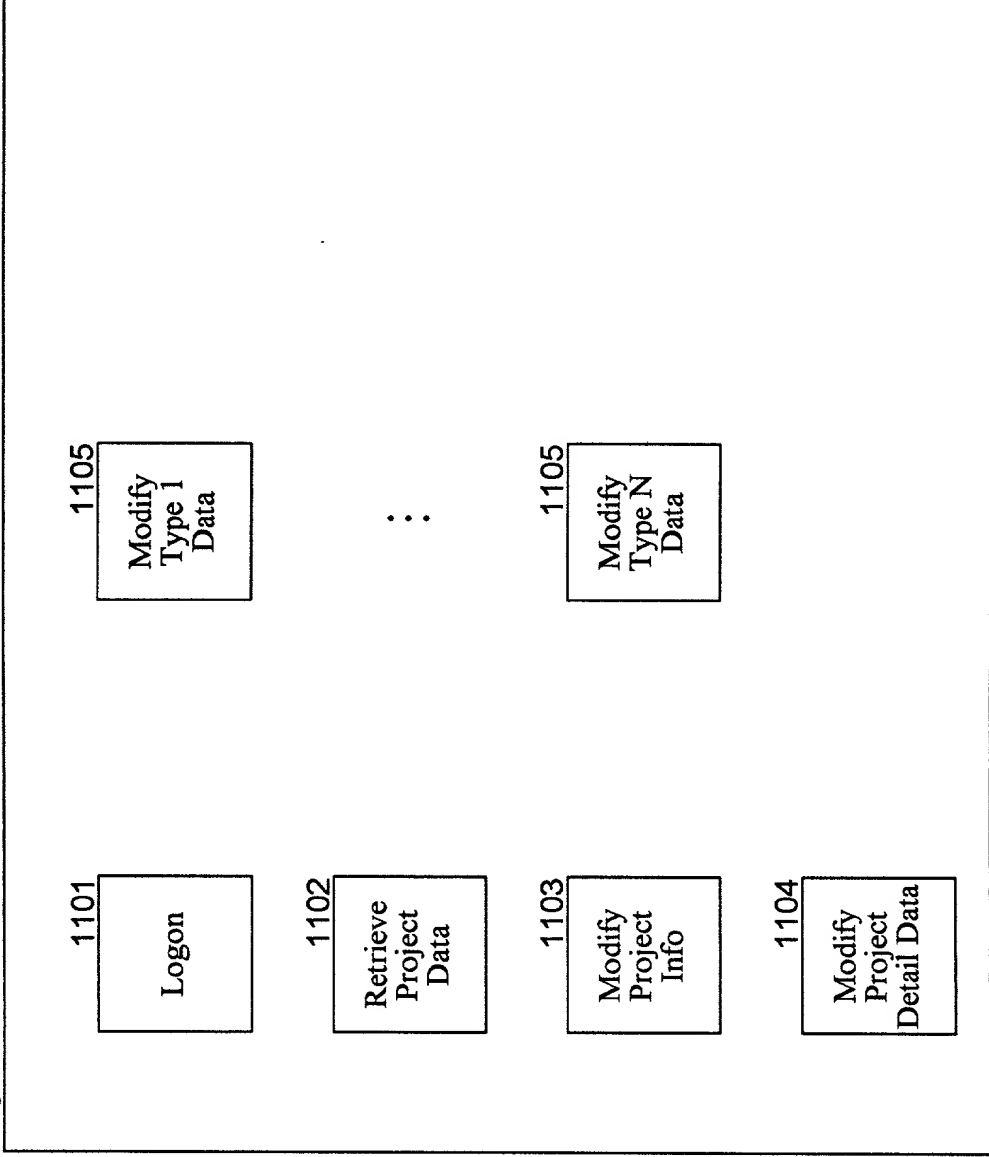 1101
Logon
1102
Retrieve
Project
Data
1103
Modify
Project
Info
1104
Modify
Project
Detail Data
1105
Modify
Type 1
Data
...
1105
Modify
Type N
Data